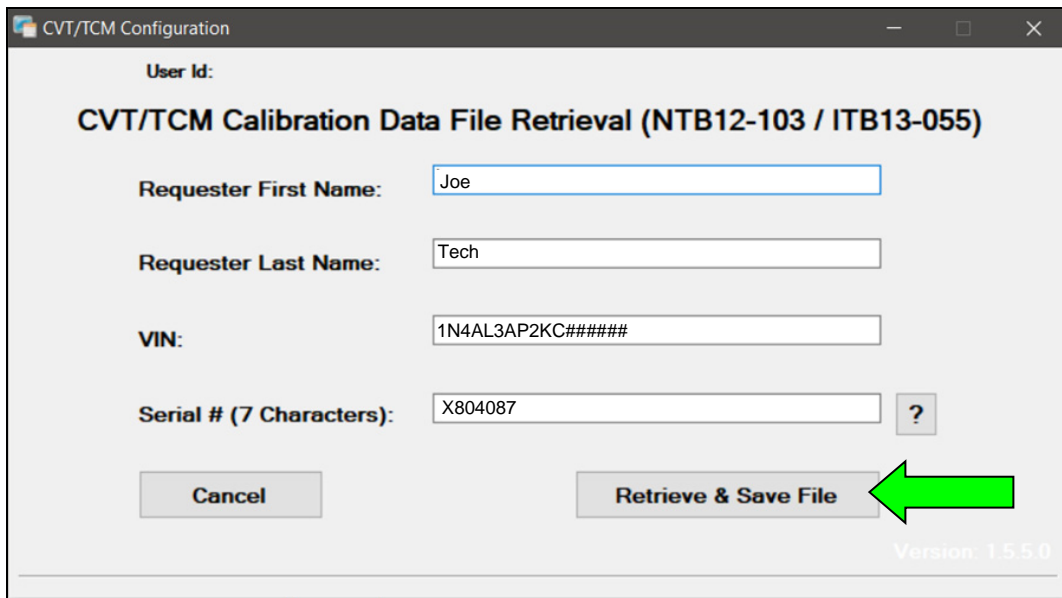 CVT/TCM Configuration
User Id:
CVT/TCM Calibration Data File Retrieval (NTB12-103 / ITB13-055)
Requester First Name: Joe
Requester Last Name: Tech
VIN: 1N4AL3AP2KC######
Serial # (7 Characters): X804087 ?
Cancel Retrieve & Save File
Version: 1.5.5.0